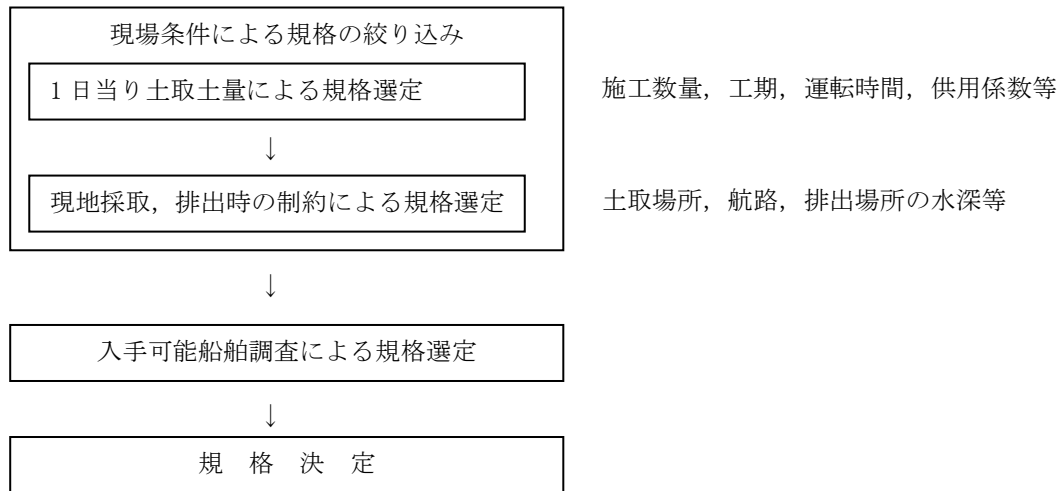 現場条件による規格の絞り込み
1日当り土取土量による規格選定
施工数量，工期，運転時間，供用係数等
↓
現地採取，排出時の制約による規格選定
土取場所，航路，排出場所の水深等
↓
入手可能船舶調査による規格選定
↓
規　格　決　定